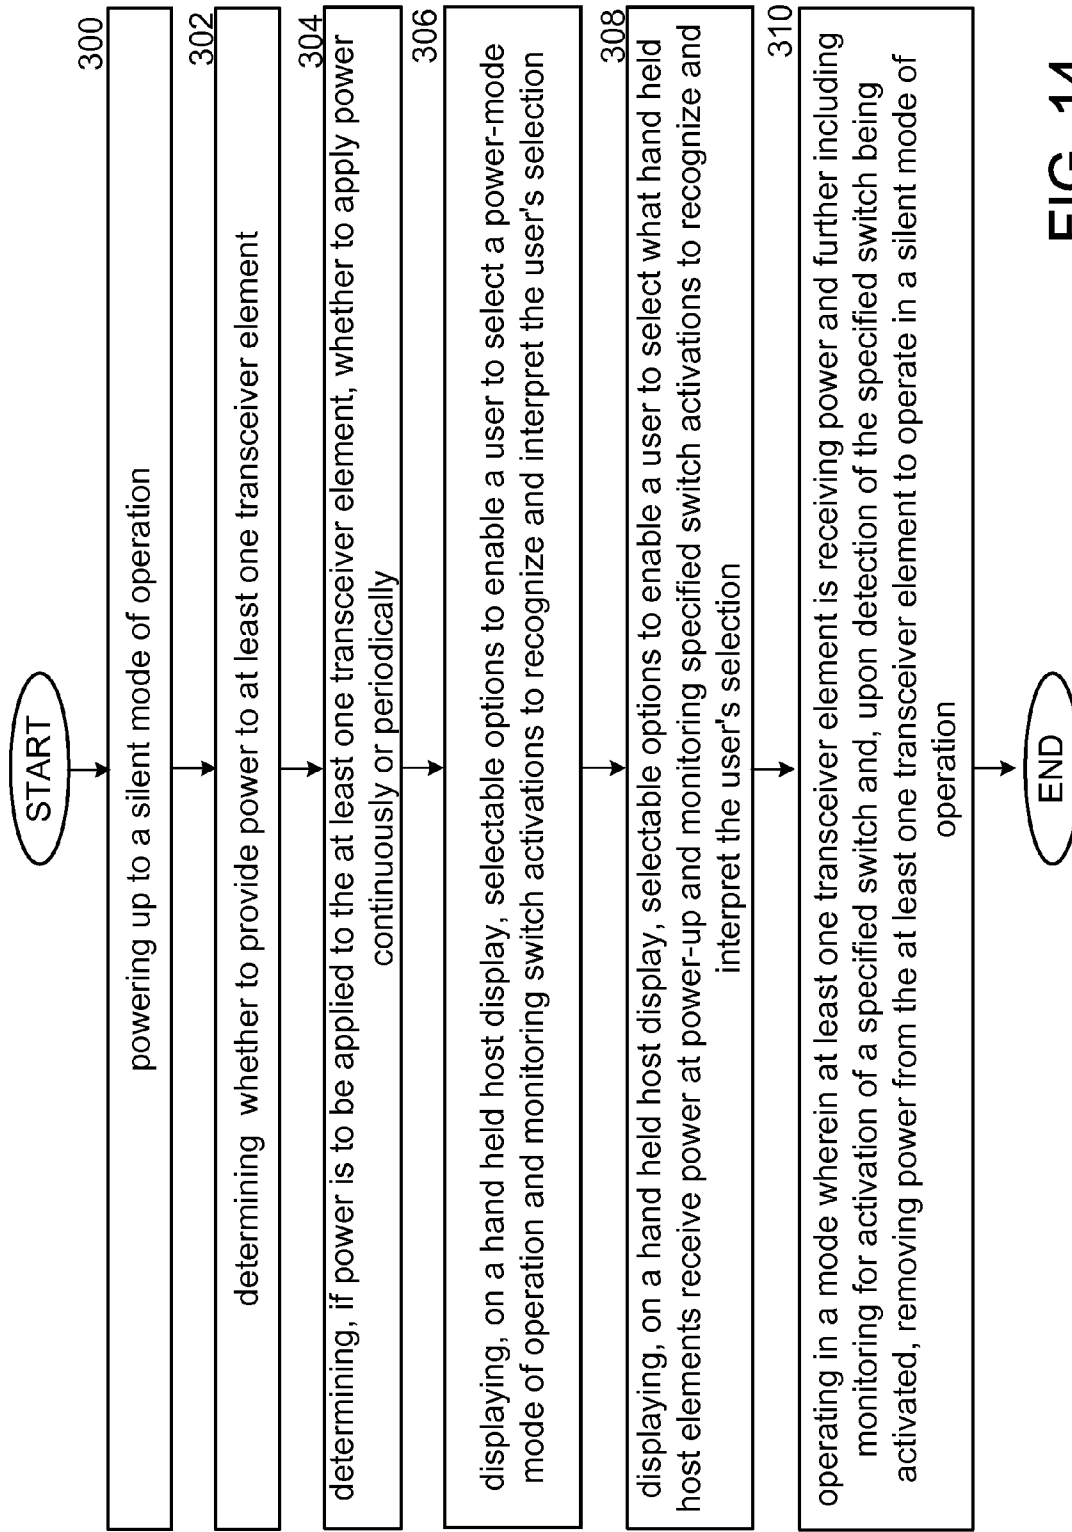 START
300
powering up to a silent mode of operation
302
determining whether to provide power to at least one transceiver element
304
determining, if power is to be applied to the at least one transceiver element, whether to apply power
continuously or periodically
306
displaying, on a hand held host display, selectable options to enable a user to select a power-mode
mode of operation and monitoring switch activations to recognize and interpret the user's selection
308
displaying, on a hand held host display, selectable options to enable a user to select what hand held
host elements receive power at power-up and monitoring specified switch activations to recognize and
interpret the user's selection
310
operating in a mode wherein at least one transceiver element is receiving power and further including
monitoring for activation of a specified switch and, upon detection of the specified switch being
activated, removing power from the at least one transceiver element to operate in a silent mode of
operation
END
FIG. 14